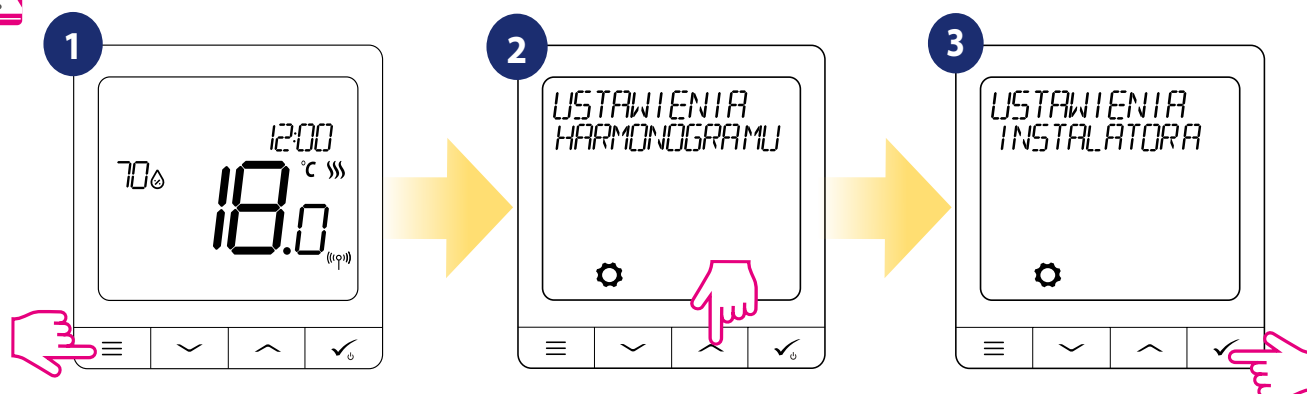 1
12:00
70
°C
18.0
2
USTAWIENIA
HARMONOGRAMU
3
USTAWIENIA
INSTALATORA